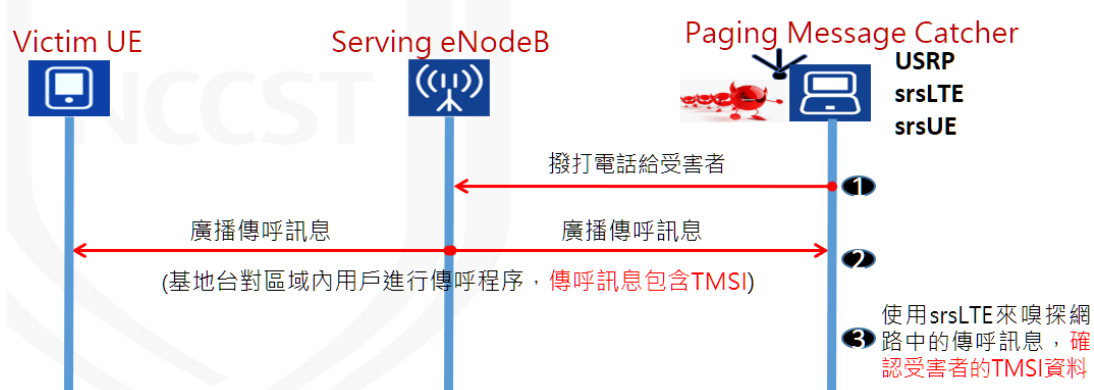 Victim UE
Serving eNodeB
Paging Message Catcher
USRP
srsLTE
srsUE
NCCST
撥打電話給受害者
1
廣播傳呼訊息
廣播傳呼訊息
2
(基地台對區域內用戶進行傳呼程序，傳呼訊息包含TMSI)
3
使用srsLTE來嗅探網
路中的傳呼訊息，確
認受害者的TMSI資料